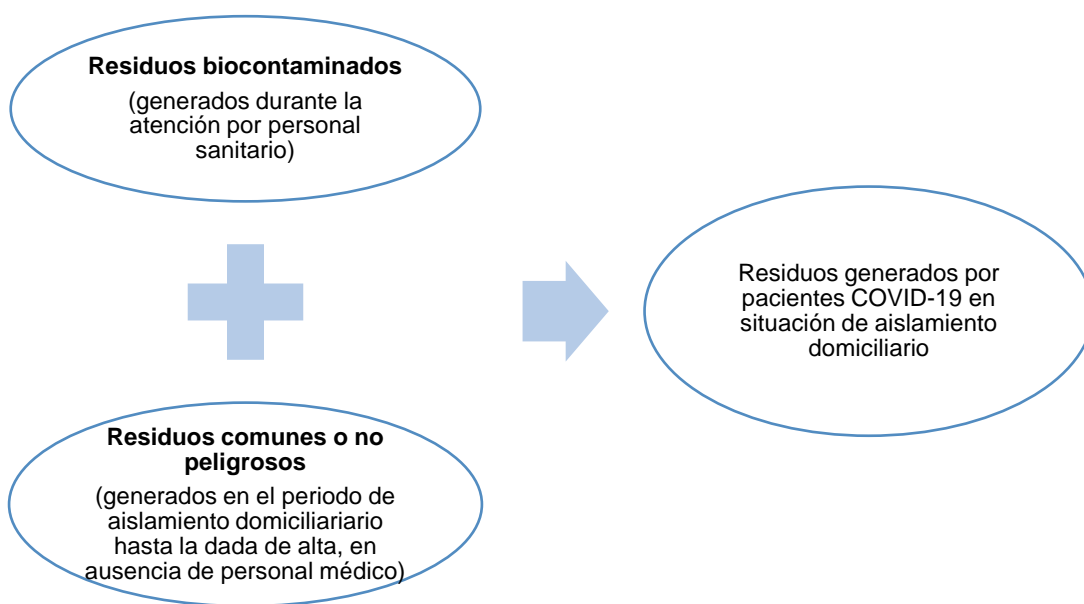 Residuos biocontaminados
(generados durante la
atención por personal
sanitario)
Residuos comunes o no
peligrosos
(generados en el periodo de
aislamiento domiciliariario
hasta la dada de alta, en
ausencia de personal médico)
Residuos generados por
pacientes COVID-19 en
situación de aislamiento
domiciliario